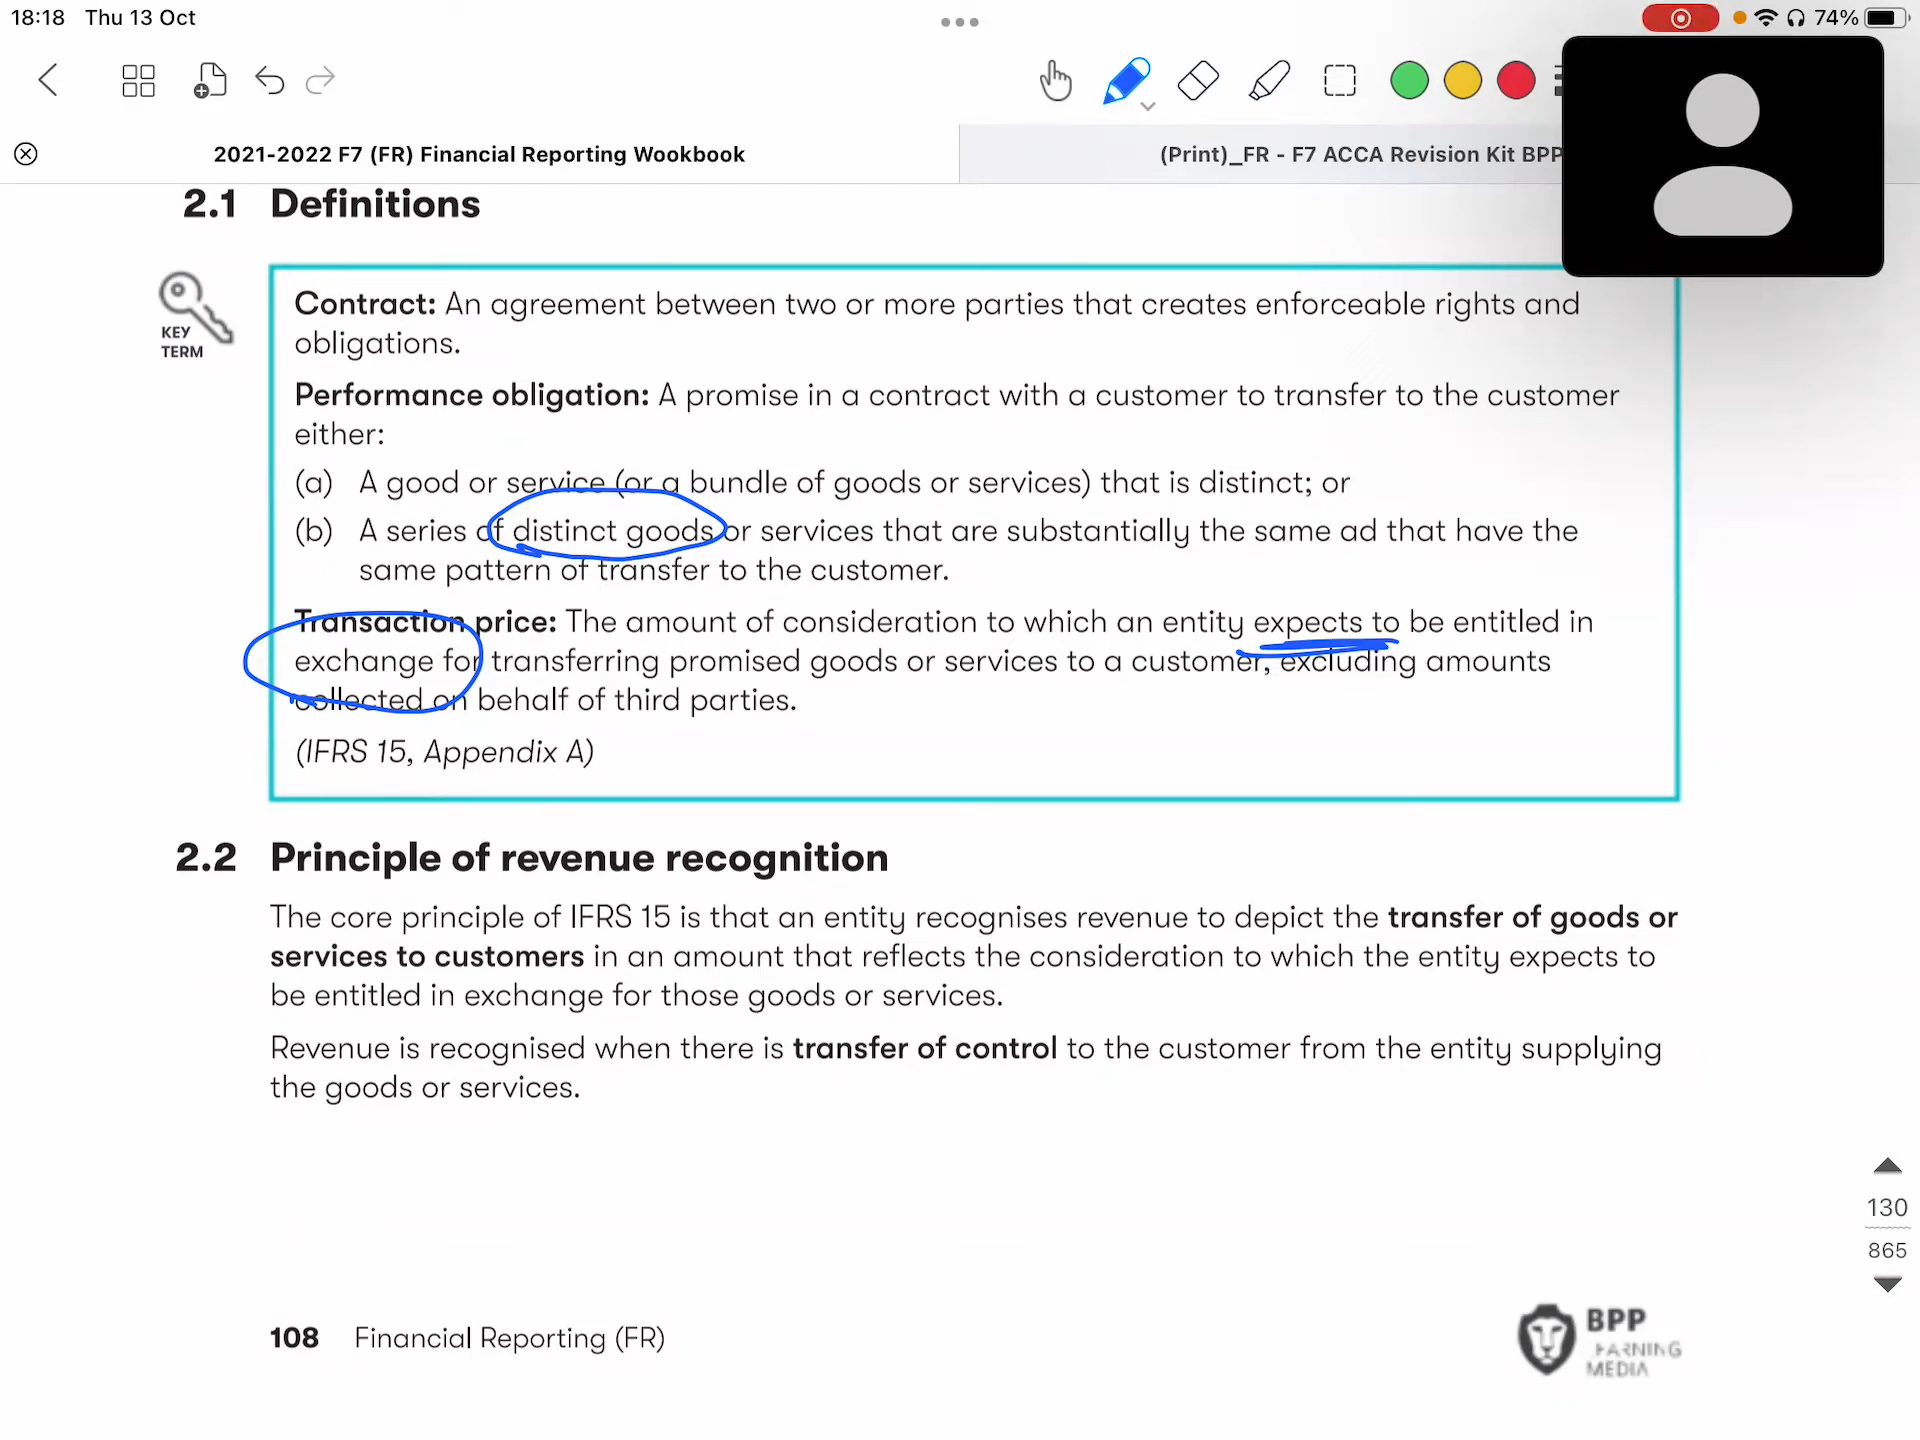 18:18 Thu 13 Oct
74%
2021-2022 F7 (FR) Financial Reporting Wookbook
(Print)_FR - F7 ACCA Revision Kit BPP
2.1 Definitions
KEY
TERM
Contract: An agreement between two or more parties that creates enforceable rights and
obligations.
Performance obligation: A promise in a contract with a customer to transfer to the customer
either:
(a) A good or service (or a bundle of goods or services) that is distinct; or
(b) A series of distinct goods or services that are substantially the same ad that have the
same pattern of transfer to the customer.
Transaction price: The amount of consideration to which an entity expects to be entitled in
exchange for transferring promised goods or services to a customer, excluding amounts
collected on behalf of third parties.
(IFRS 15, Appendix A)
2.2 Principle of revenue recognition
The core principle of IFRS 15 is that an entity recognises revenue to depict the transfer of goods or
services to customers in an amount that reflects the consideration to which the entity expects to
be entitled in exchange for those goods or services.
Revenue is recognised when there is transfer of control to the customer from the entity supplying
the goods or services.
130
865
108 Financial Reporting (FR)
BPP
LEARNING
MEDIA